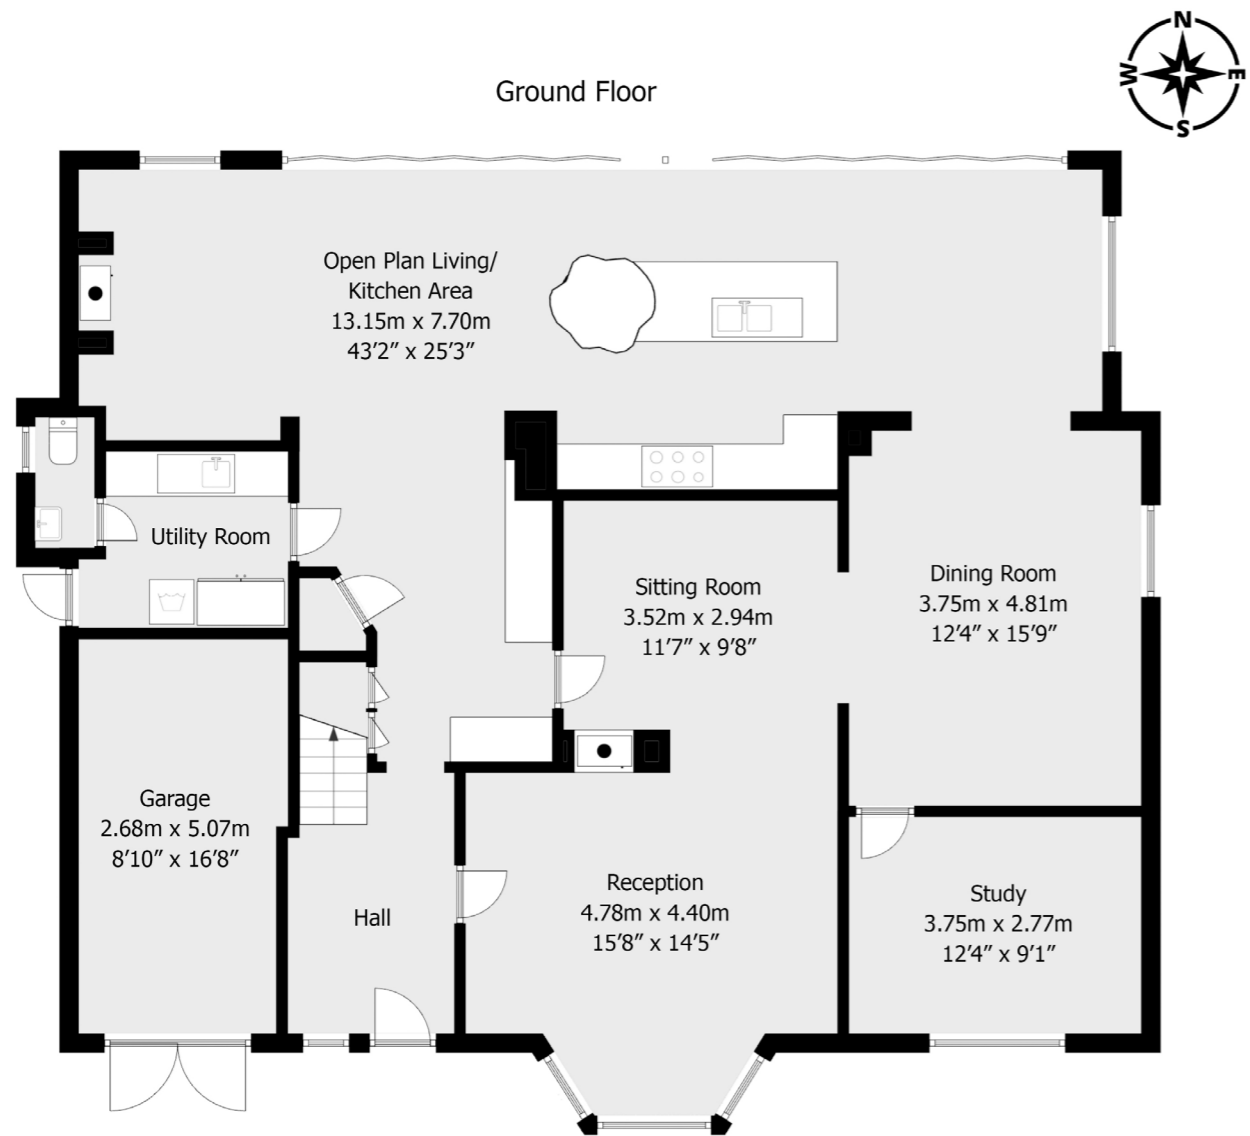 N
W
E
S
Ground Floor
Open Plan Living/
Kitchen Area
13.15m x 7.70m
43’2” x 25’3”
Utility Room
Sitting Room
3.52m x 2.94m
11’7” x 9’8”
Dining Room
3.75m x 4.81m
12’4” x 15’9”
Garage
2.68m x 5.07m
8’10” x 16’8”
Hall
Reception
4.78m x 4.40m
15’8” x 14’5”
Study
3.75m x 2.77m
12’4” x 9’1”